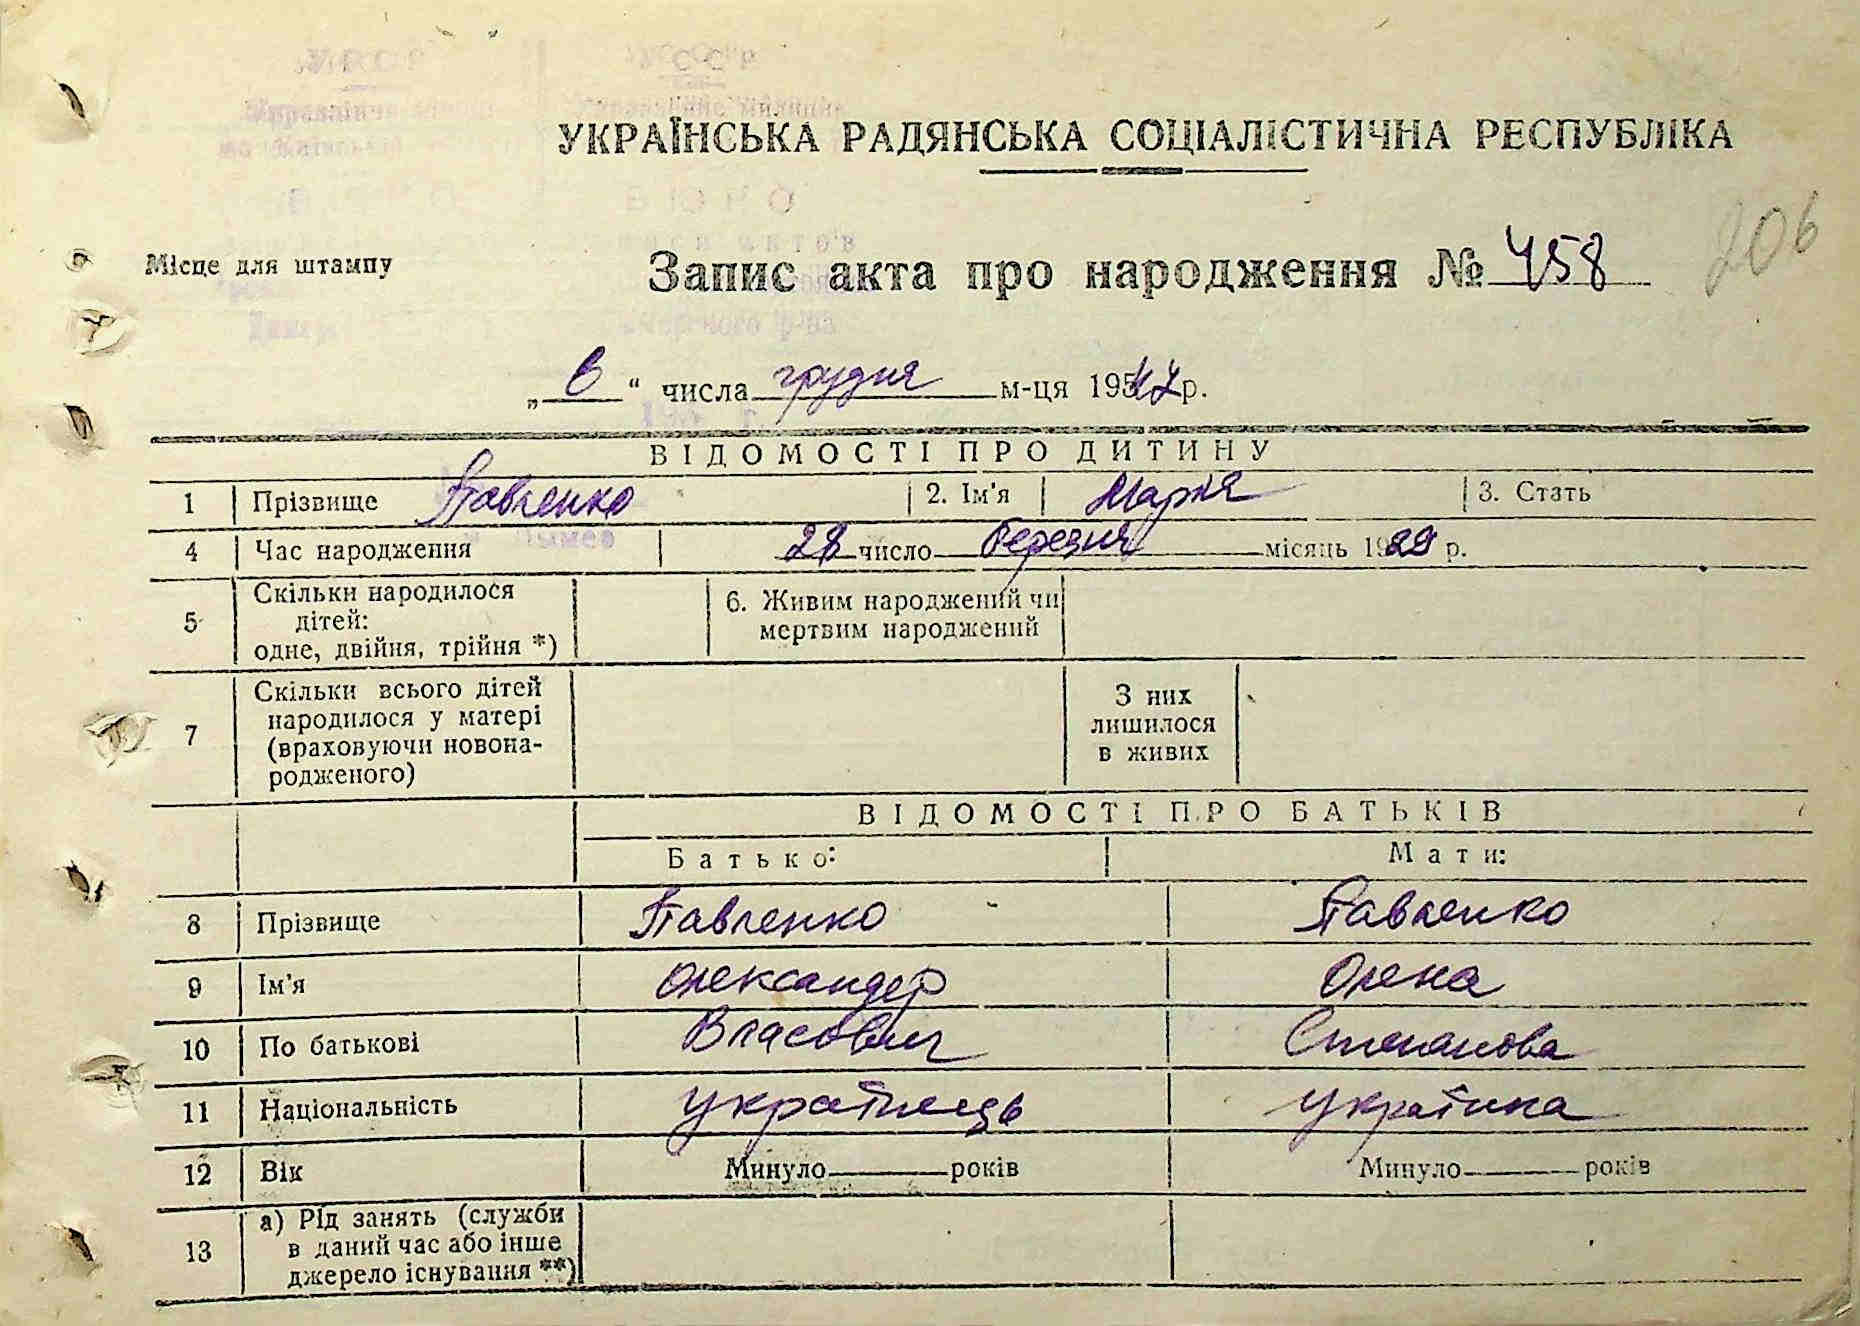 УКРАЇНСЬКА РАДЯНСЬКА СОЦІАЛІСТИЧНА РЕСПУБЛІКА
206
Місце для штампу
Запис акта про народження № 458
„ 6 “ числа грудня м-ця 1947 р.
ВІДОМОСТІ ПРО ДИТИНУ
1 Прізвище Павленко 2. Ім'я Марія 3. Стать
4 Час народження 28 число березня місяць 1929 р.
5 Скільки народилося
дітей:
одне, двійня, трійня *)
6. Живим народжений чи
мертвим народжений
7 Скільки всього дітей
народилося у матері
(враховуючи новона-
родженого)
З них
лишилося
в живих
ВІДОМОСТІ ПРО БАТЬКІВ
Батько: Мати:
8 Прізвище Павленко Павленко
9 Ім'я Олександер Олена
10 По батькові Власович Степанова
11 Національність українець українка
12 Вік Минуло року років Минуло років
13 а) Рід занять (служби
в даний час або інше
джерело існування **)